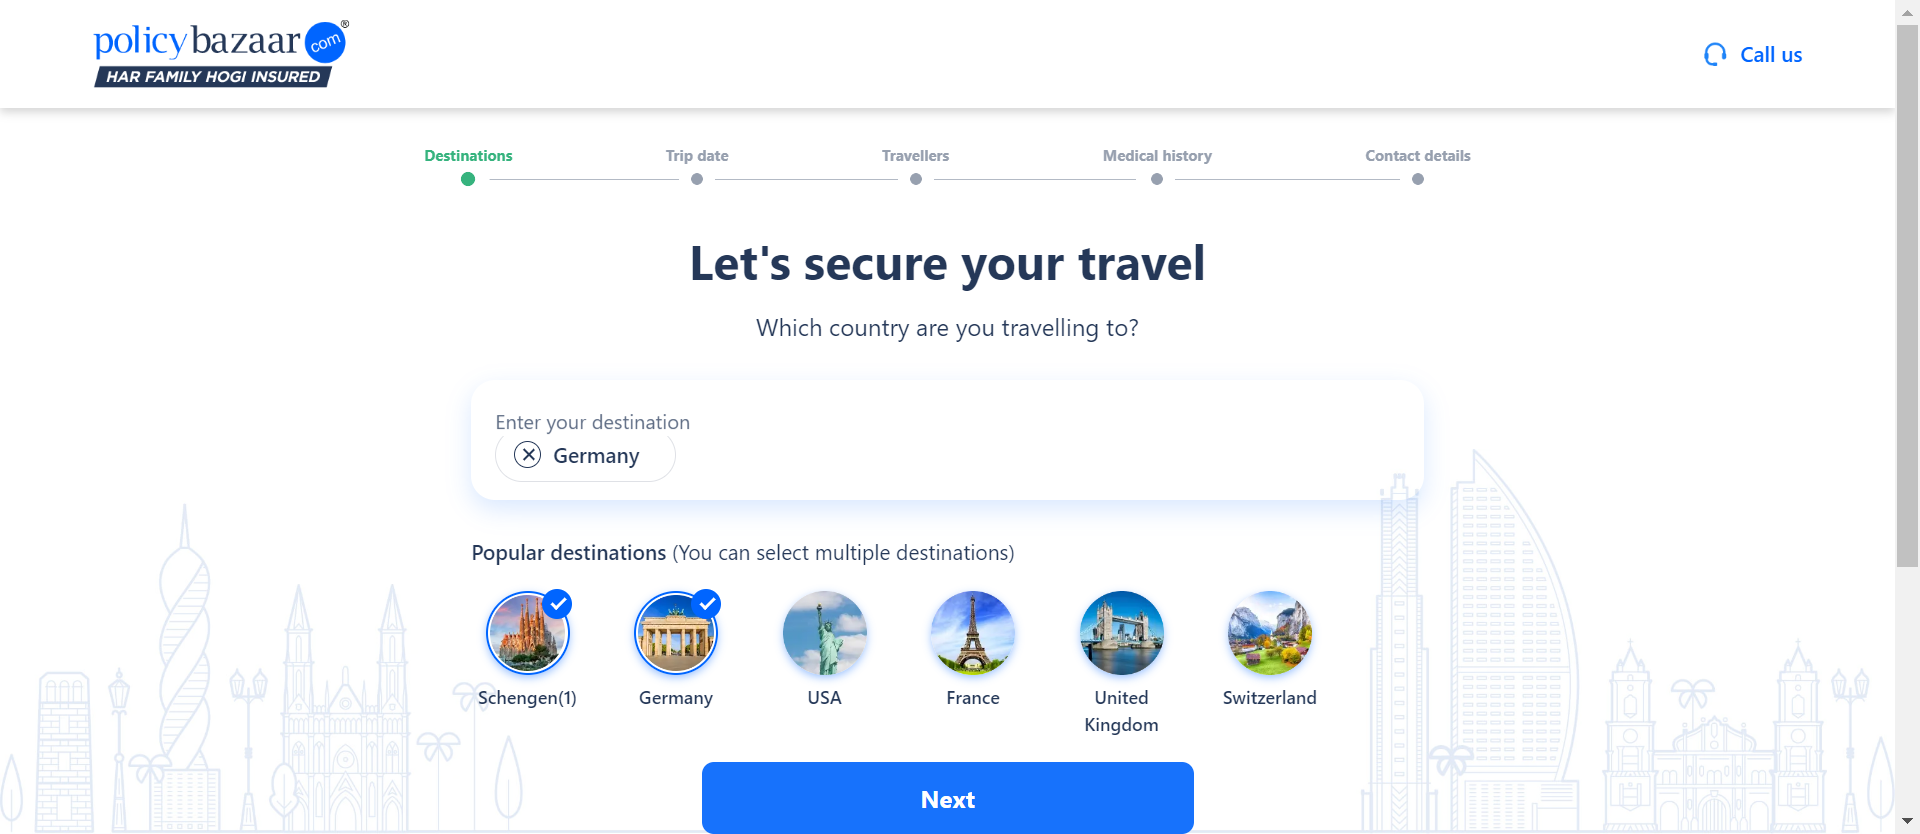 policybazaar com ®
HAR FAMILY HOGI INSURED
Call us
Destinations
Trip date
Travellers
Medical history
Contact details
Let's secure your travel
Which country are you travelling to?
Enter your destination
Germany
Popular destinations (You can select multiple destinations)
Schengen(1)
Germany
USA
France
United
Kingdom
Switzerland
Next